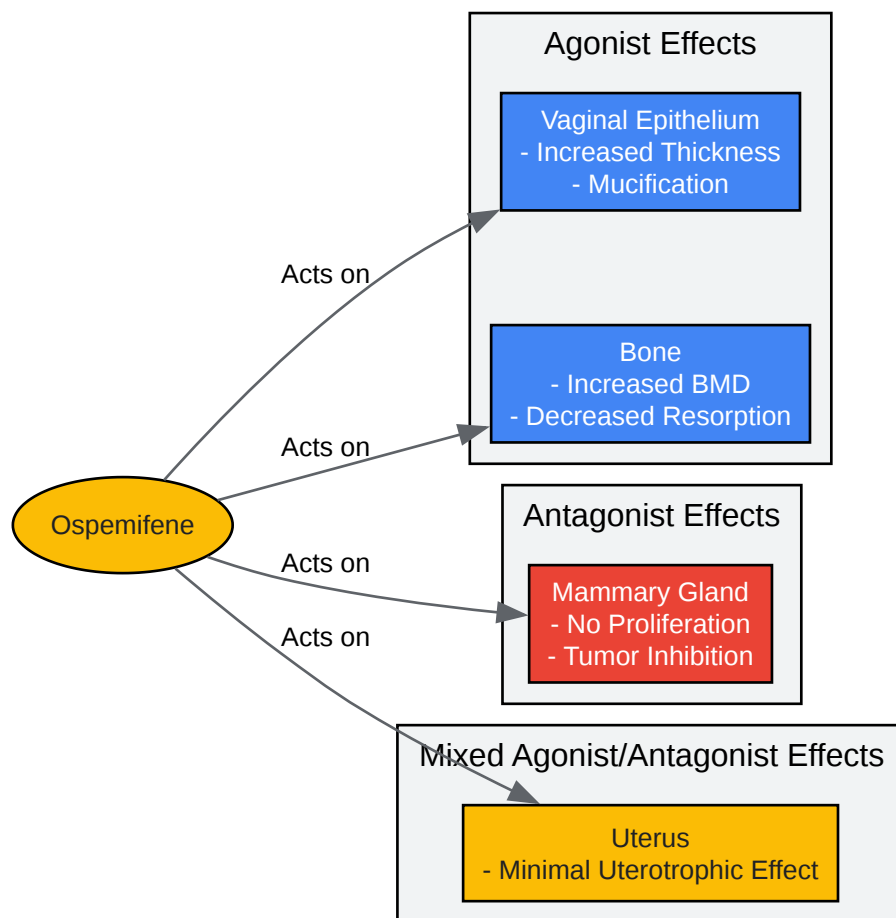 Agonist Effects
Vaginal Epithelium
- Increased Thickness
- Mucification
Acts on
Bone
- Increased BMD
- Decreased Resorption
Acts on
Ospemifene
Antagonist Effects
Acts on
Mammary Gland
- No Proliferation
- Tumor Inhibition
Acts on
Mixed Agonist/Antagonist Effects
Uterus
- Minimal Uterotrophic Effect